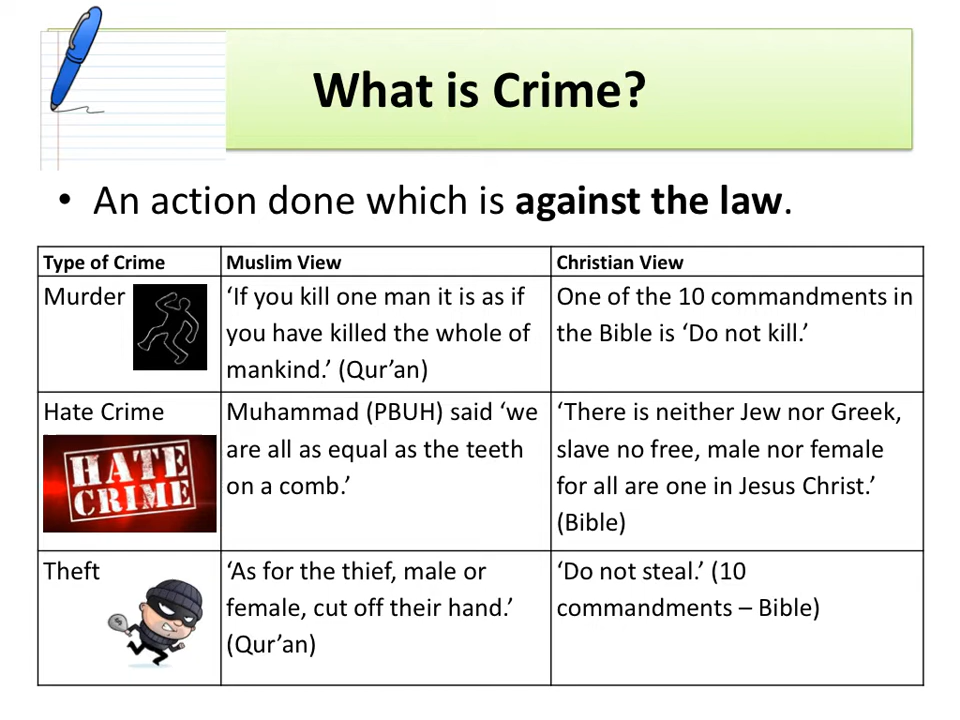 What is Crime?
• An action done which is against the law.
Type of Crime
Muslim View
Christian View
Murder
‘If you kill one man it is as if
you have killed the whole of
mankind.’ (Qur’an)
One of the 10 commandments in
the Bible is ‘Do not kill.’
Hate Crime
HATE
CRIME
Muhammad (PBUH) said ‘we
are all as equal as the teeth
on a comb.’
‘There is neither Jew nor Greek,
slave no free, male nor female
for all are one in Jesus Christ.’
(Bible)
Theft
$
‘As for the thief, male or
female, cut off their hand.’
(Qur’an)
‘Do not steal.’ (10
commandments – Bible)